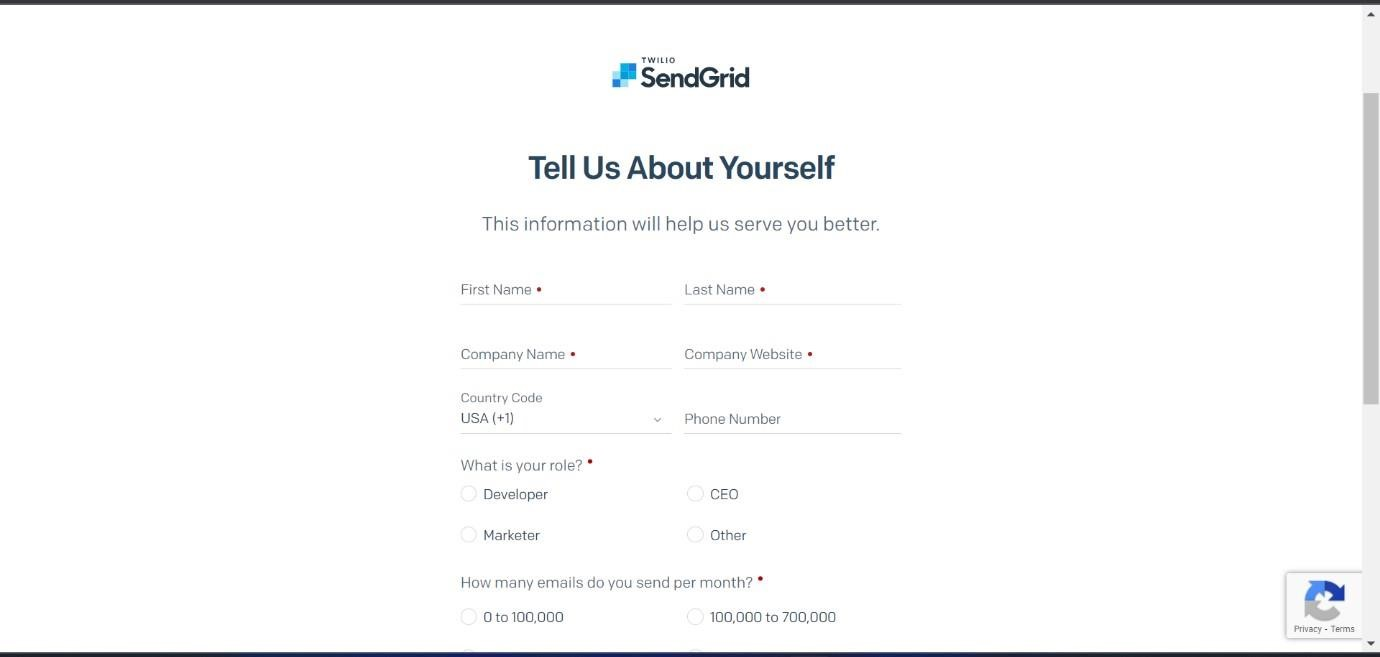 TWILIO
SendGrid
Tell Us About Yourself
This information will help us serve you better.
First Name •
Last Name •
Company Name •
Company Website •
Country Code
USA (+1)
Phone Number
What is your role? •
Developer
CEO
Marketer
Other
How many emails do you send per month? •
0 to 100,000
100,000 to 700,000
Privacy - Terms